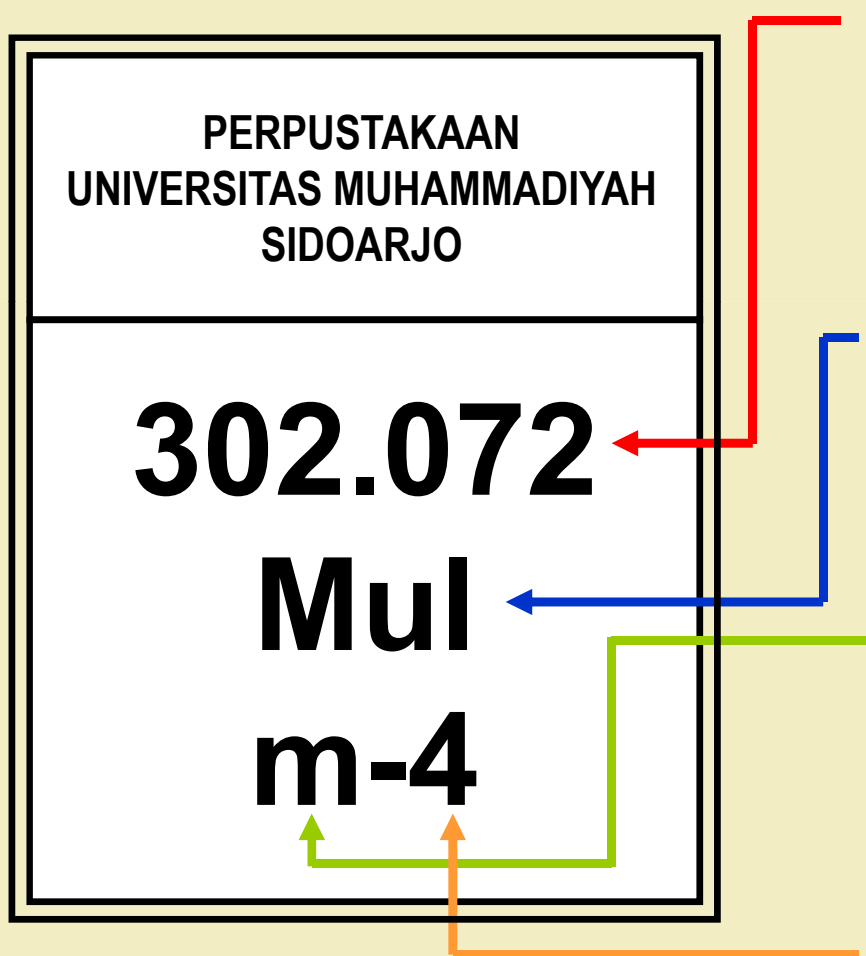 PERPUSTAKAAN
UNIVERSITAS MUHAMMADIYAH
SIDOARJO
302.072
Mul
m-4